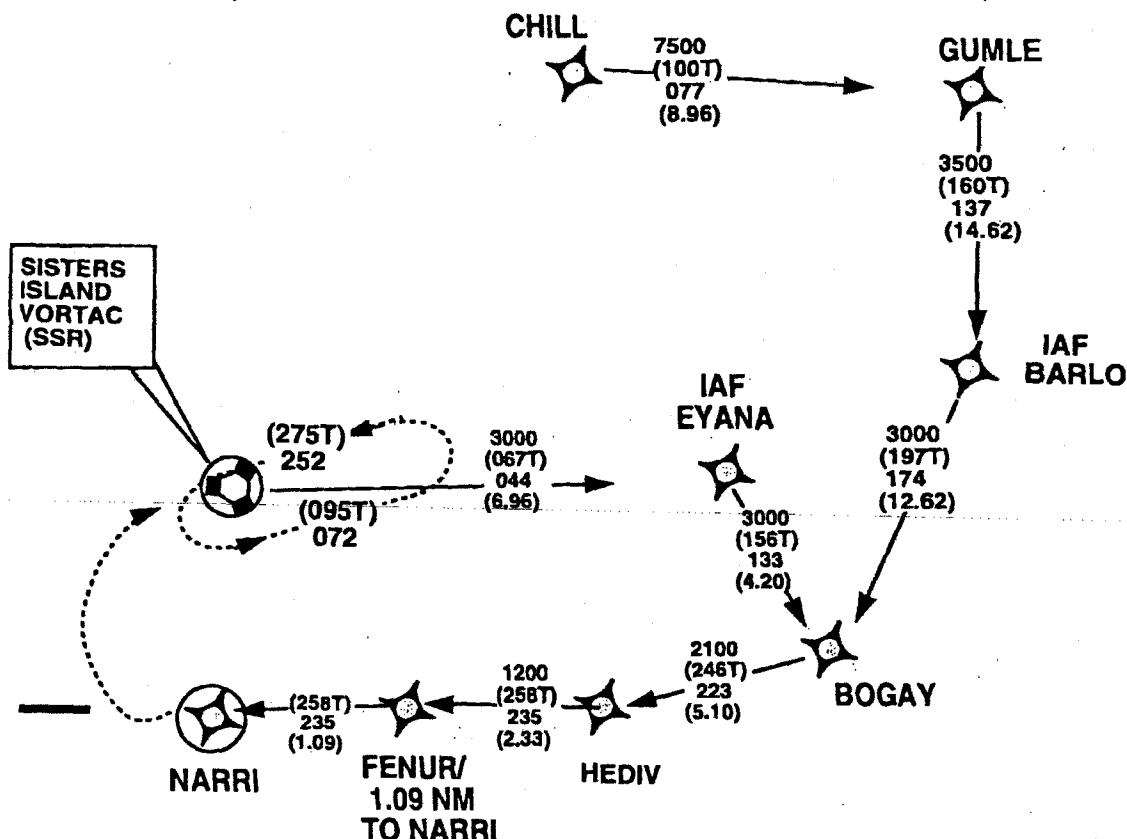 CHILL
7500
(100T)
077
(8.96)
GUMLE
3500
(160T)
137
(14.62)
SISTERS
ISLAND
VORTAC
(SSR)
IAF
BARLO
IAF
EYANA
(275T)
252
3000
(067T)
044
(6.96)
3000
(197T)
174
(12.62)
(095T)
072
3000
(156T)
133
(4.20)
2100
(246T)
223
(5.10)
BOGAY
1200
(258T)
235
(2.33)
(258T)
235
(1.09)
NARRI
FENUR/
1.09 NM
TO NARRI
HEDIV